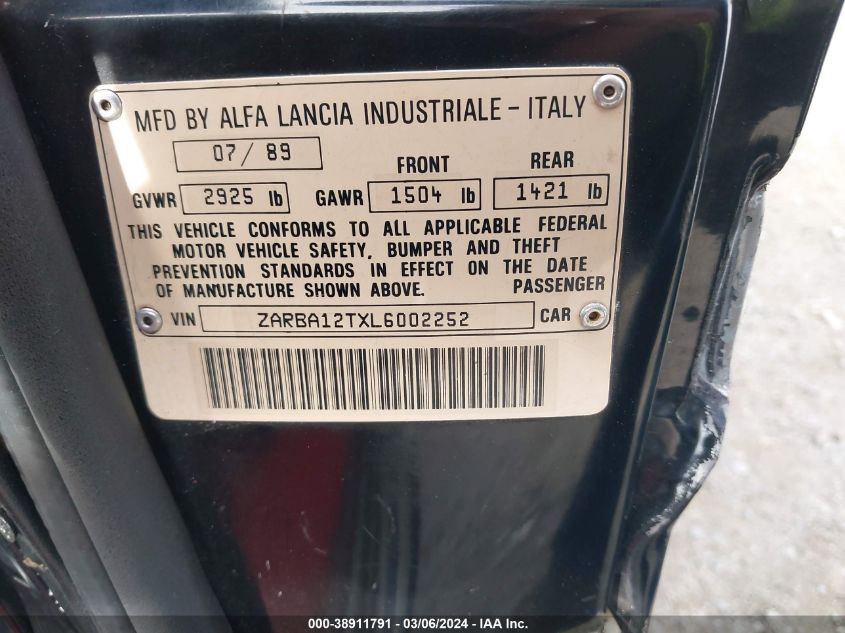 MFD BY ALFA LANCIA INDUSTRIALE - ITALY
07/89
FRONT REAR
GVWR 2925 lb GAWR 1504 lb 1421 lb
THIS VEHICLE CONFORMS TO ALL APPLICABLE FEDERAL
MOTOR VEHICLE SAFETY, BUMPER AND THEFT
PREVENTION STANDARDS IN EFFECT ON THE DATE
OF MANUFACTURE SHOWN ABOVE. PASSENGER
VIN ZARBA12TXL6002252 CAR
000-38911791 - 03/06/2024 - IAA Inc.